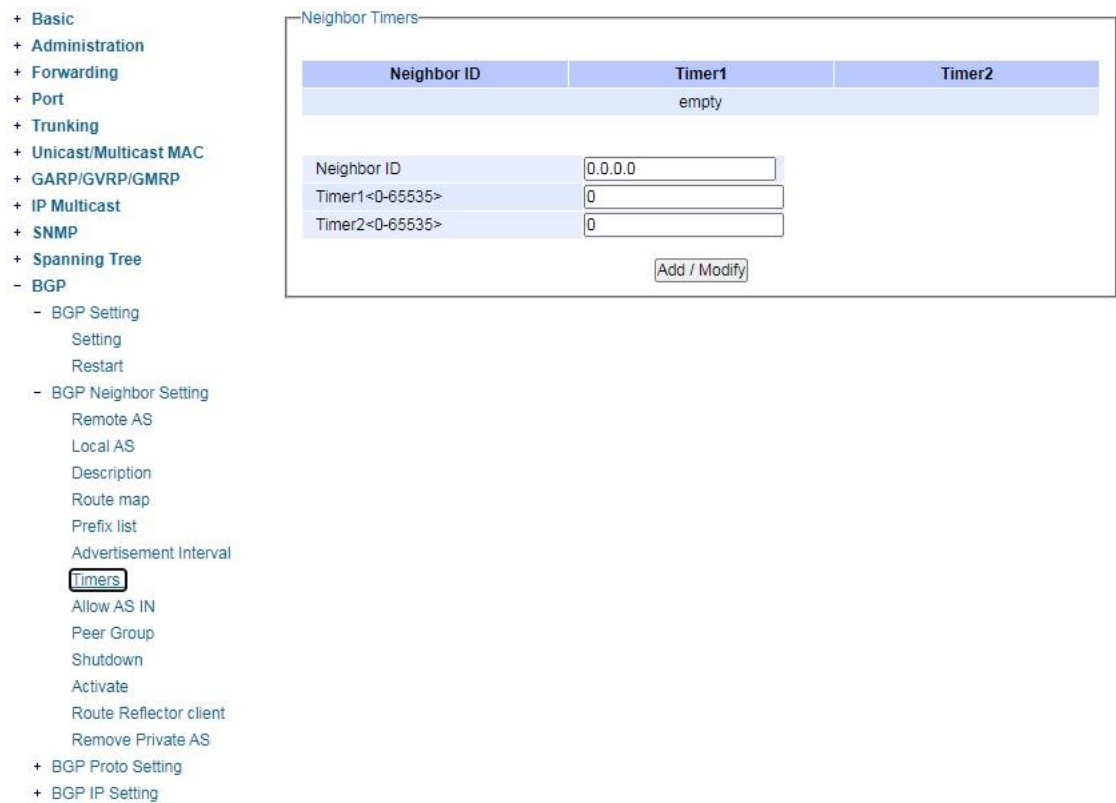 + Basic
+ Administration
+ Forwarding
+ Port
+ Trunking
+ Unicast/Multicast MAC
+ GARP/GVRP/GMRP
+ IP Multicast
+ SNMP
+ Spanning Tree
- BGP
- BGP Setting
Setting
Restart
- BGP Neighbor Setting
Remote AS
Local AS
Description
Route map
Prefix list
Advertisement Interval
Timers
Allow AS IN
Peer Group
Shutdown
Activate
Route Reflector client
Remove Private AS
+ BGP Proto Setting
+ BGP IP Setting
Neighbor Timers
Neighbor ID Timer1 Timer2
empty
Neighbor ID 0.0.0.0
Timer1<0-65535> 0
Timer2<0-65535> 0
Add / Modify